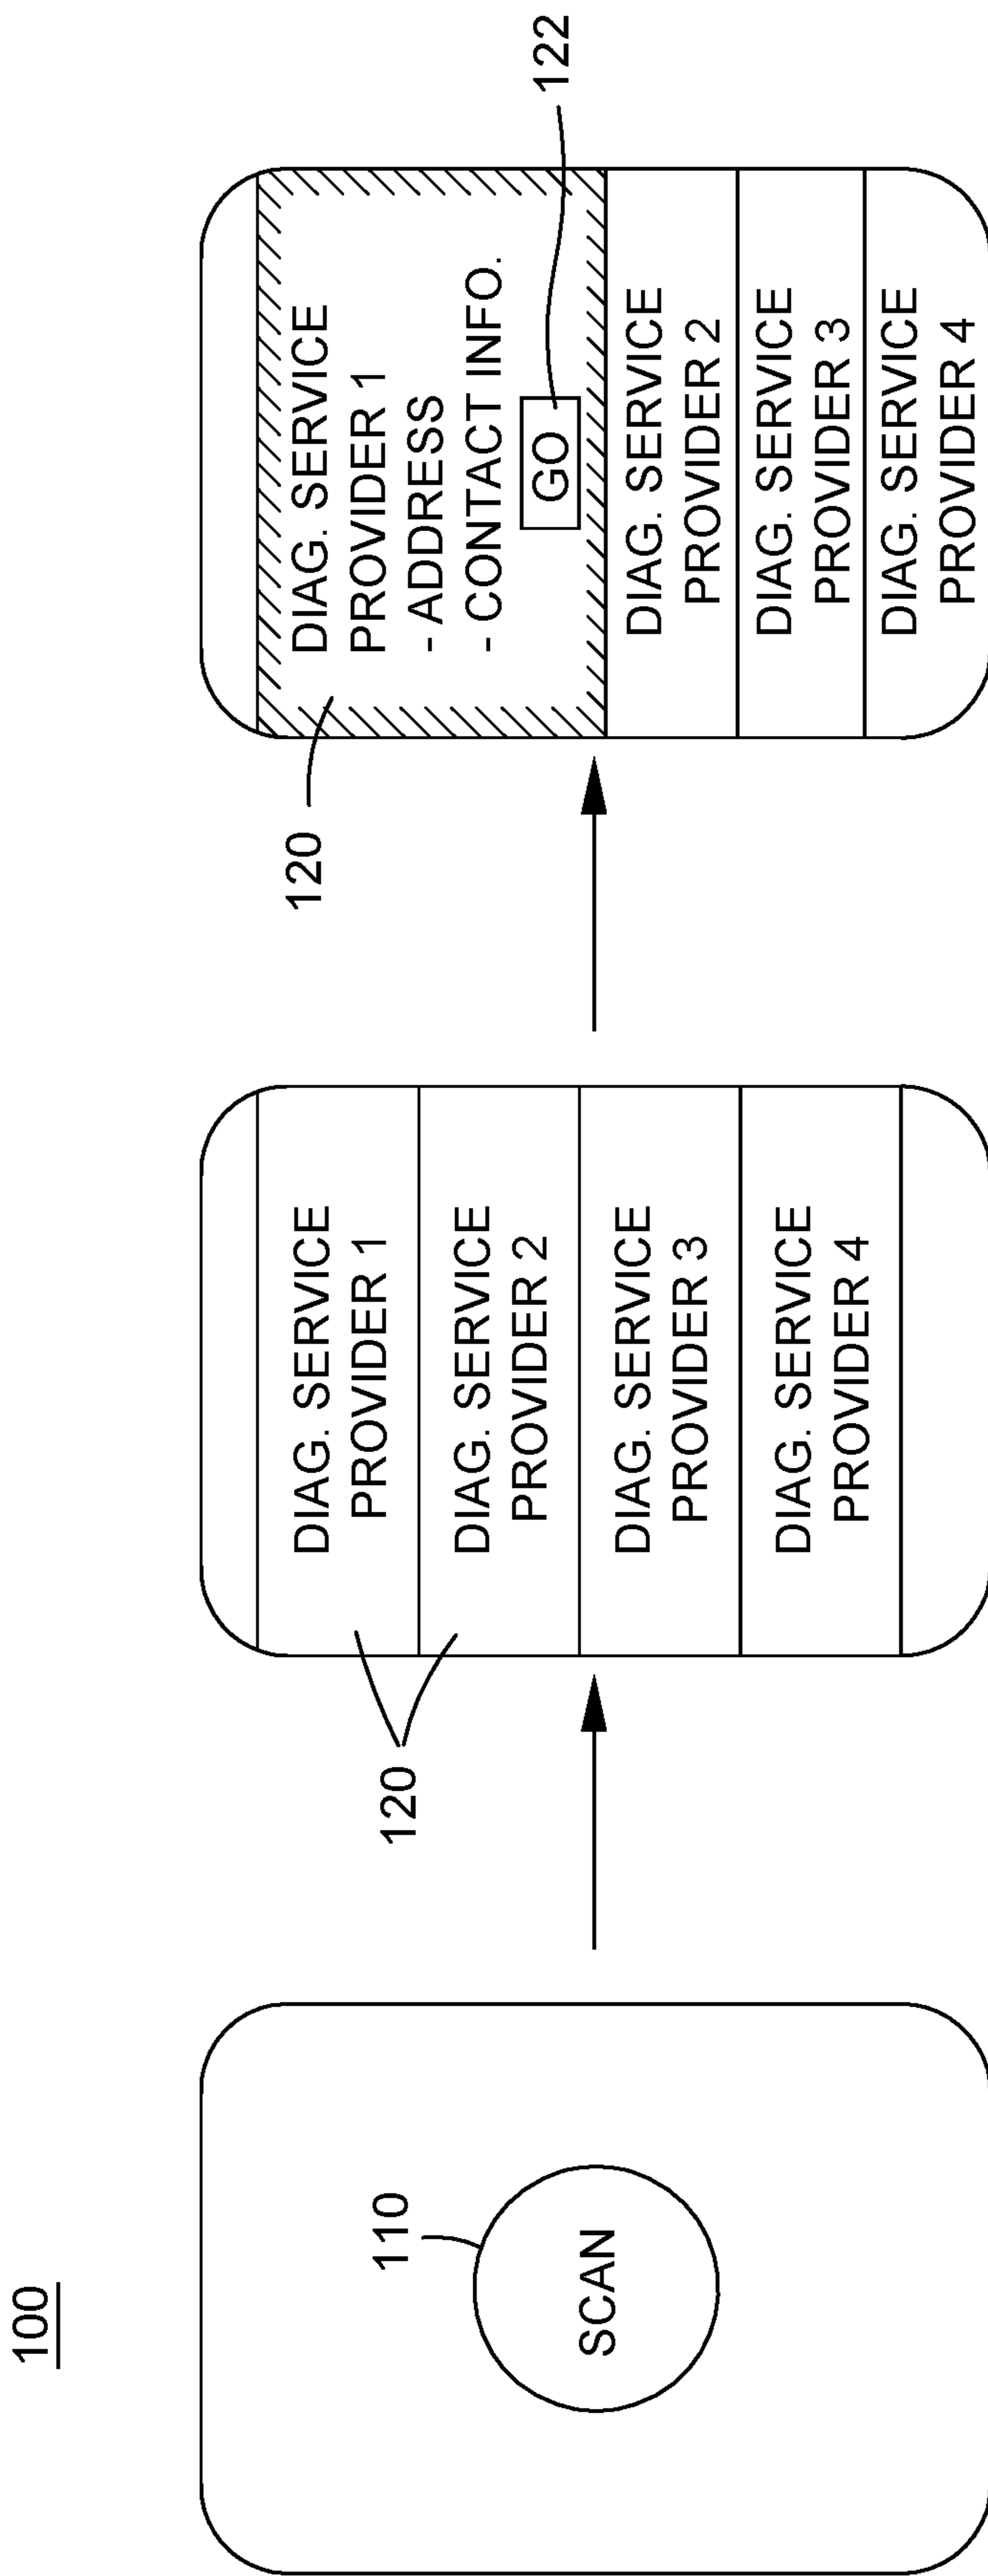 100
110
SCAN
120
DIAG. SERVICE
PROVIDER 1
DIAG. SERVICE
PROVIDER 2
DIAG. SERVICE
PROVIDER 3
DIAG. SERVICE
PROVIDER 4
120
DIAG. SERVICE
PROVIDER 1
- ADDRESS
- CONTACT INFO.
GO
122
DIAG. SERVICE
PROVIDER 2
DIAG. SERVICE
PROVIDER 3
DIAG. SERVICE
PROVIDER 4